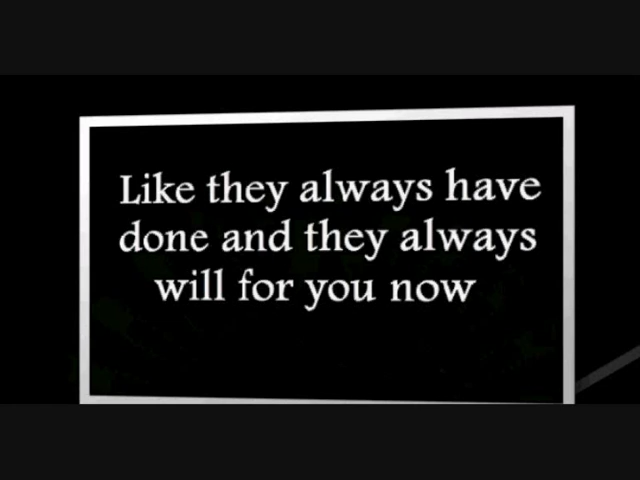 Like they always have
done and they always
will for you now